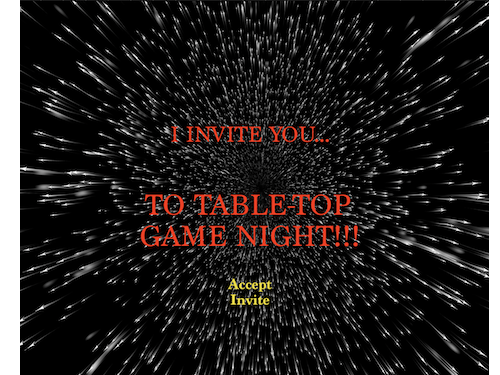 I INVITE YOU...
TO TABLE-TOP
GAME NIGHT!!!
Accept
Invite